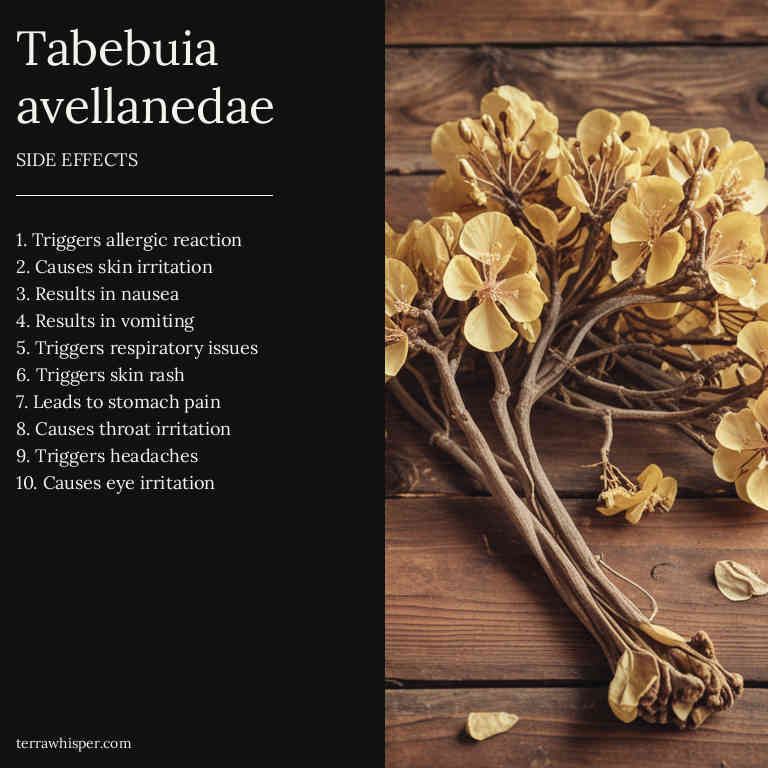 Tabebuia
avellanedae
SIDE EFFECTS
1. Triggers allergic reaction
2. Causes skin irritation
3. Results in nausea
4. Results in vomiting
5. Triggers respiratory issues
6. Triggers skin rash
7. Leads to stomach pain
8. Causes throat irritation
9. Triggers headaches
10. Causes eye irritation
terrawhisper.com